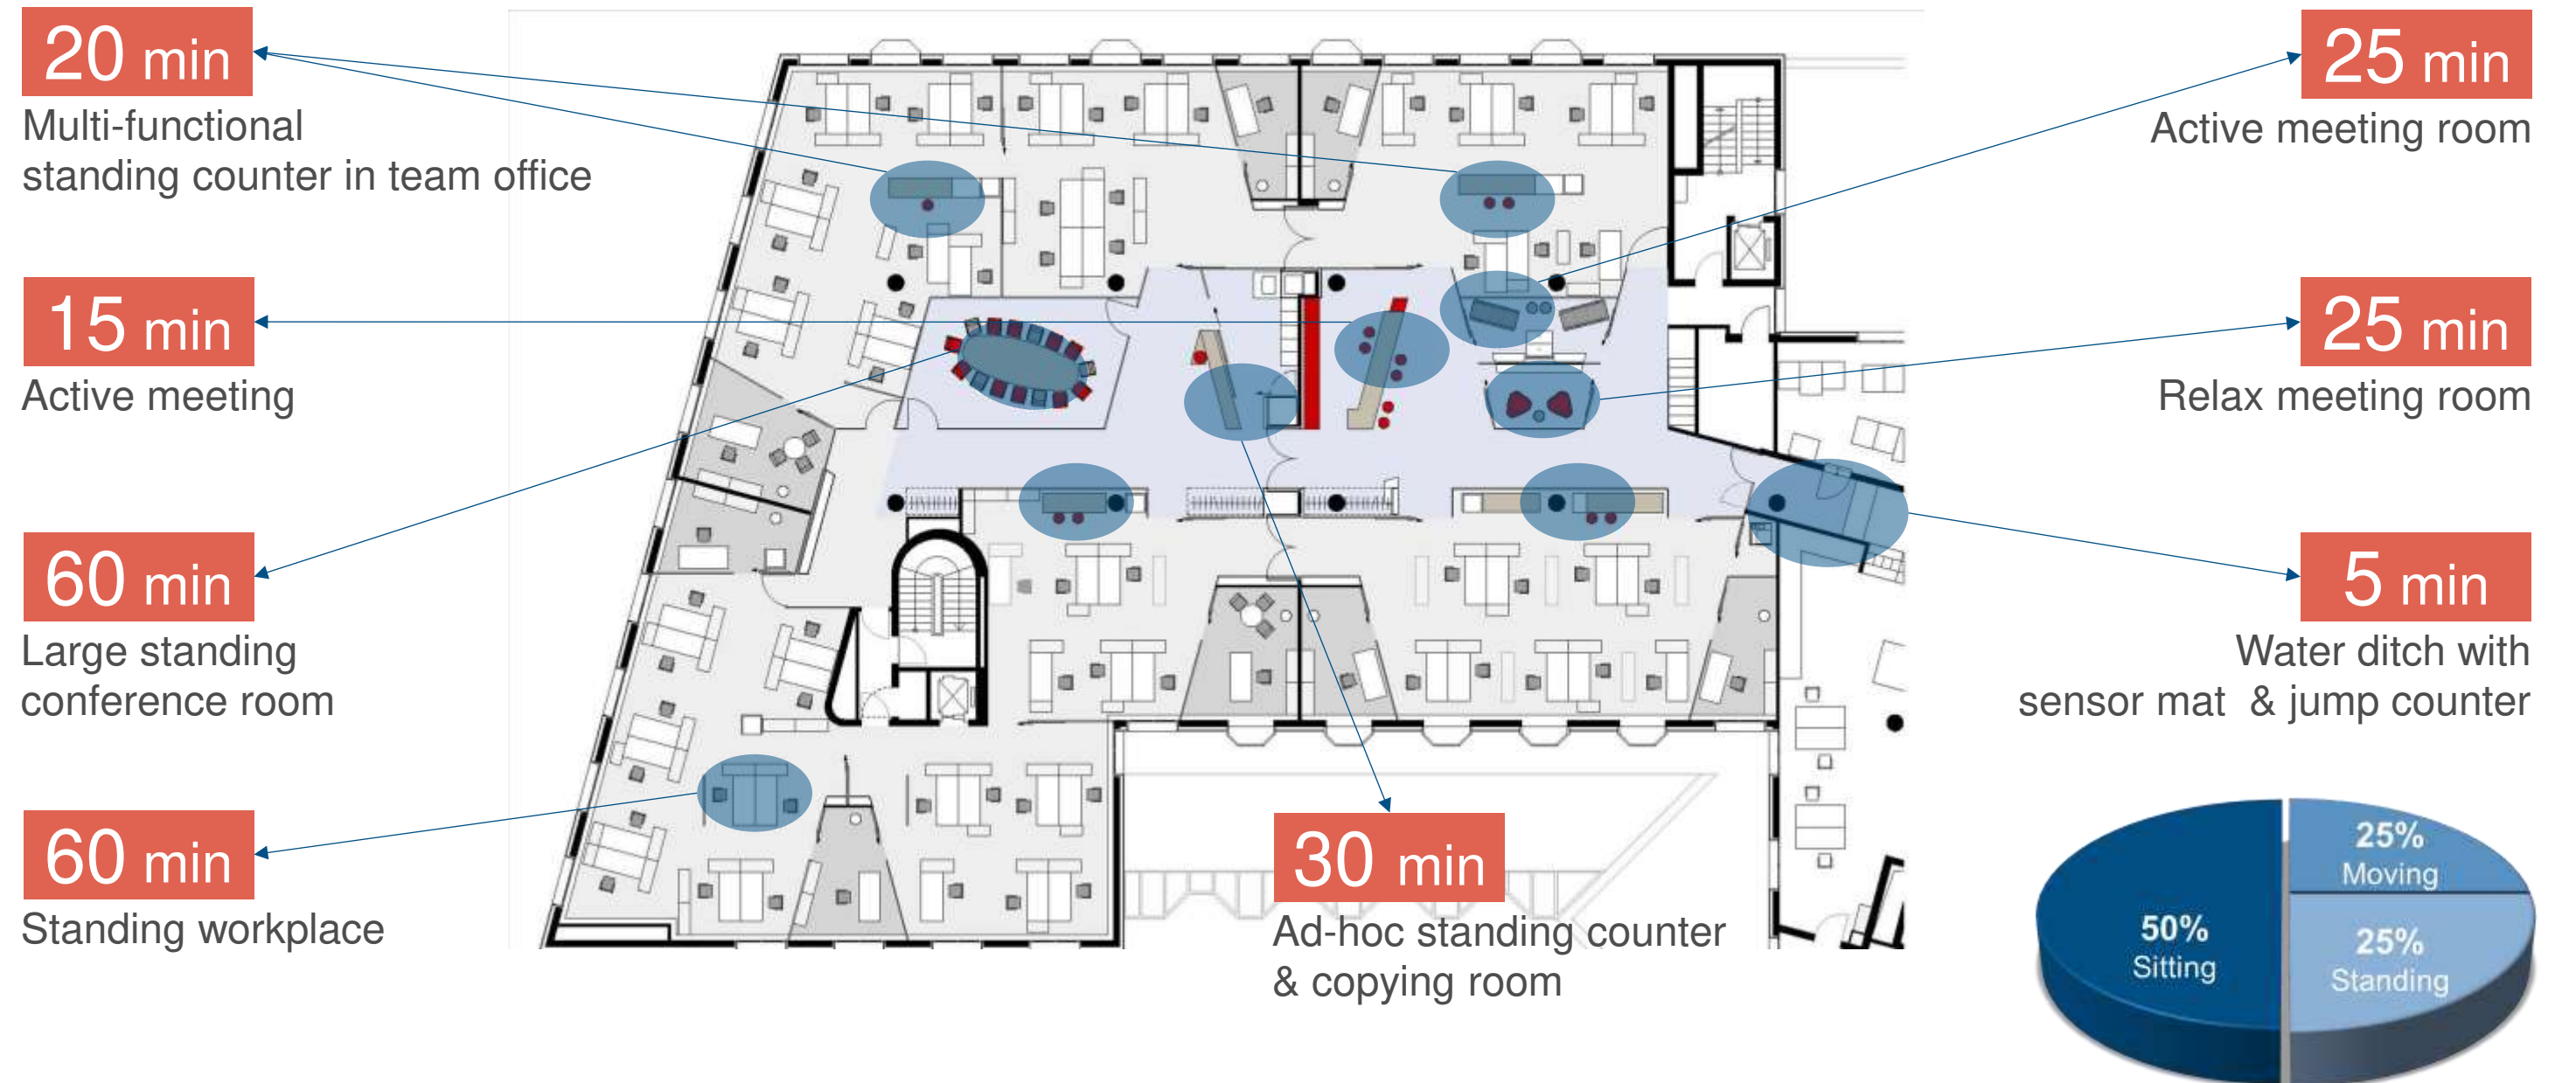 20 min
Multi-functional
standing counter in team office
15 min
Active meeting
60 min
Large standing
conference room
60 min
Standing workplace
30 min
Ad-hoc standing counter
& copying room
25 min
Active meeting room
25 min
Relax meeting room
5 min
Water ditch with
sensor mat & jump counter
25%
Moving
50%
Sitting
25%
Standing